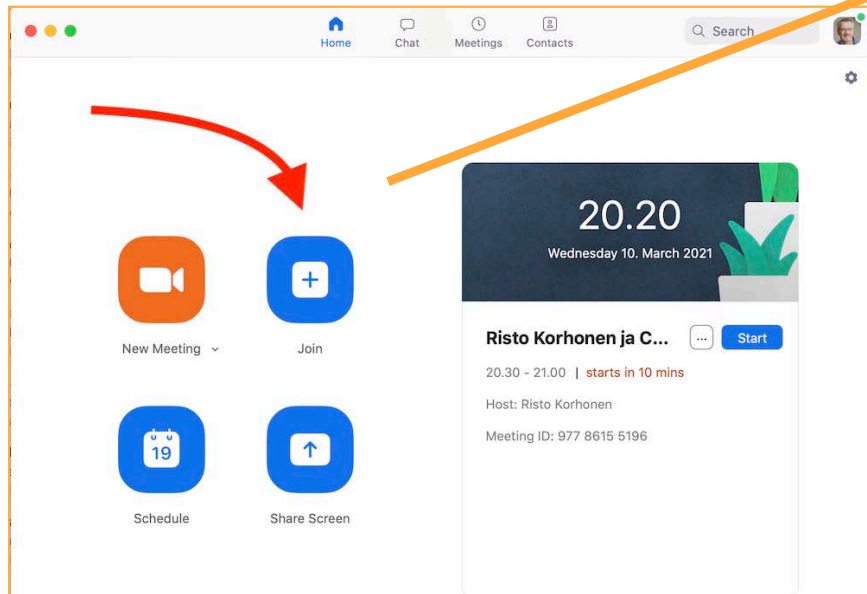 Home Chat Meetings Contacts Search
20.20
Wednesday 10. March 2021
New Meeting Join
Risto Korhonen ja C... ... Start
20.30 - 21.00 | starts in 10 mins
Host: Risto Korhonen
Meeting ID: 977 8615 5196
19
Schedule Share Screen